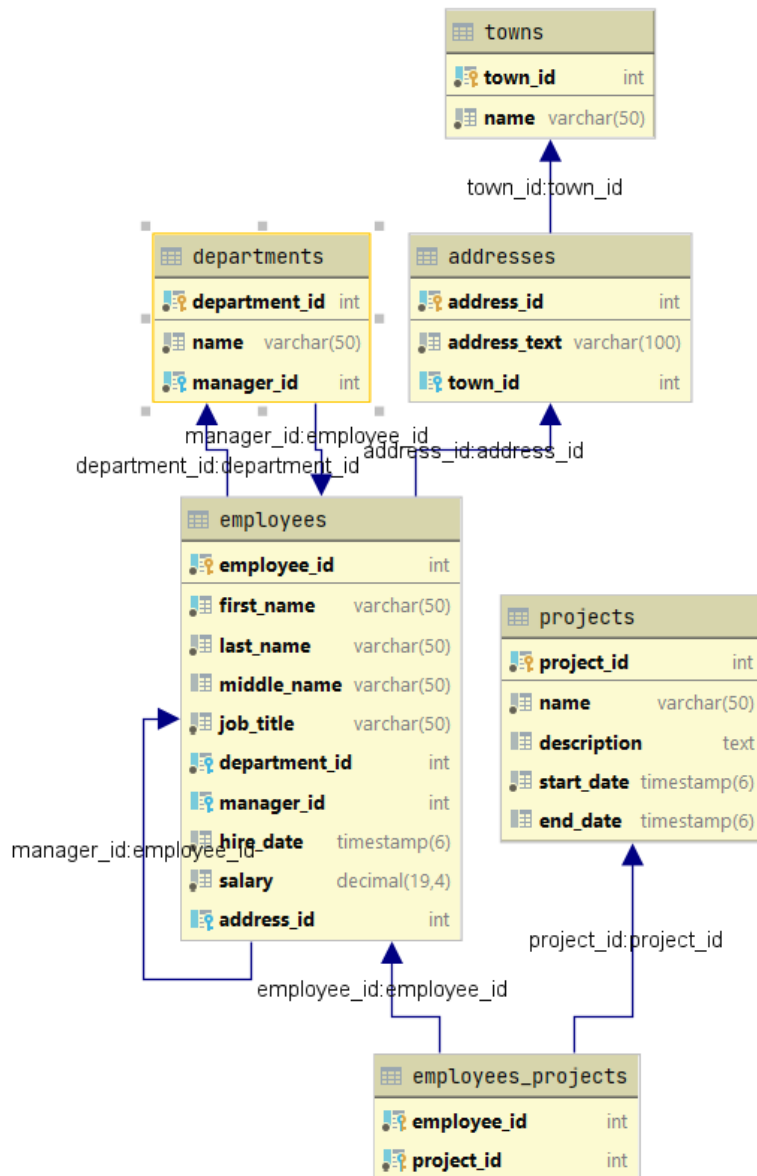 towns
town_id int
name varchar(50)
town_id:town_id
departments
department_id int
name varchar(50)
manager_id int
addresses
address_id int
address_text varchar(100)
town_id int
manager_id:employee_id
department_id:department_id
address_id:address_id
employees
employee_id int
first_name varchar(50)
last_name varchar(50)
middle_name varchar(50)
job_title varchar(50)
department_id int
manager_id int
hire_date timestamp(6)
salary decimal(19,4)
address_id int
manager_id:employee_id
projects
project_id int
name varchar(50)
description text
start_date timestamp(6)
end_date timestamp(6)
project_id:project_id
employee_id:employee_id
employees_projects
employee_id int
project_id int